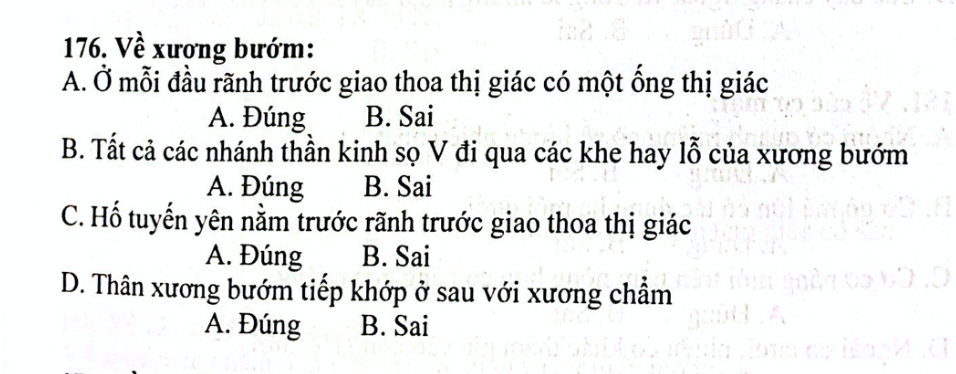 176. Về xương bướm:
A. Ở mỗi đầu rãnh trước giao thoa thị giác có một ống thị giác
A. Đúng B. Sai
B. Tất cả các nhánh thần kinh sọ V đi qua các khe hay lỗ của xương bướm
A. Đúng B. Sai
C. Hố tuyến yên nằm trước rãnh trước giao thoa thị giác
A. Đúng B. Sai
D. Thân xương bướm tiếp khớp ở sau với xương chẩm
A. Đúng B. Sai